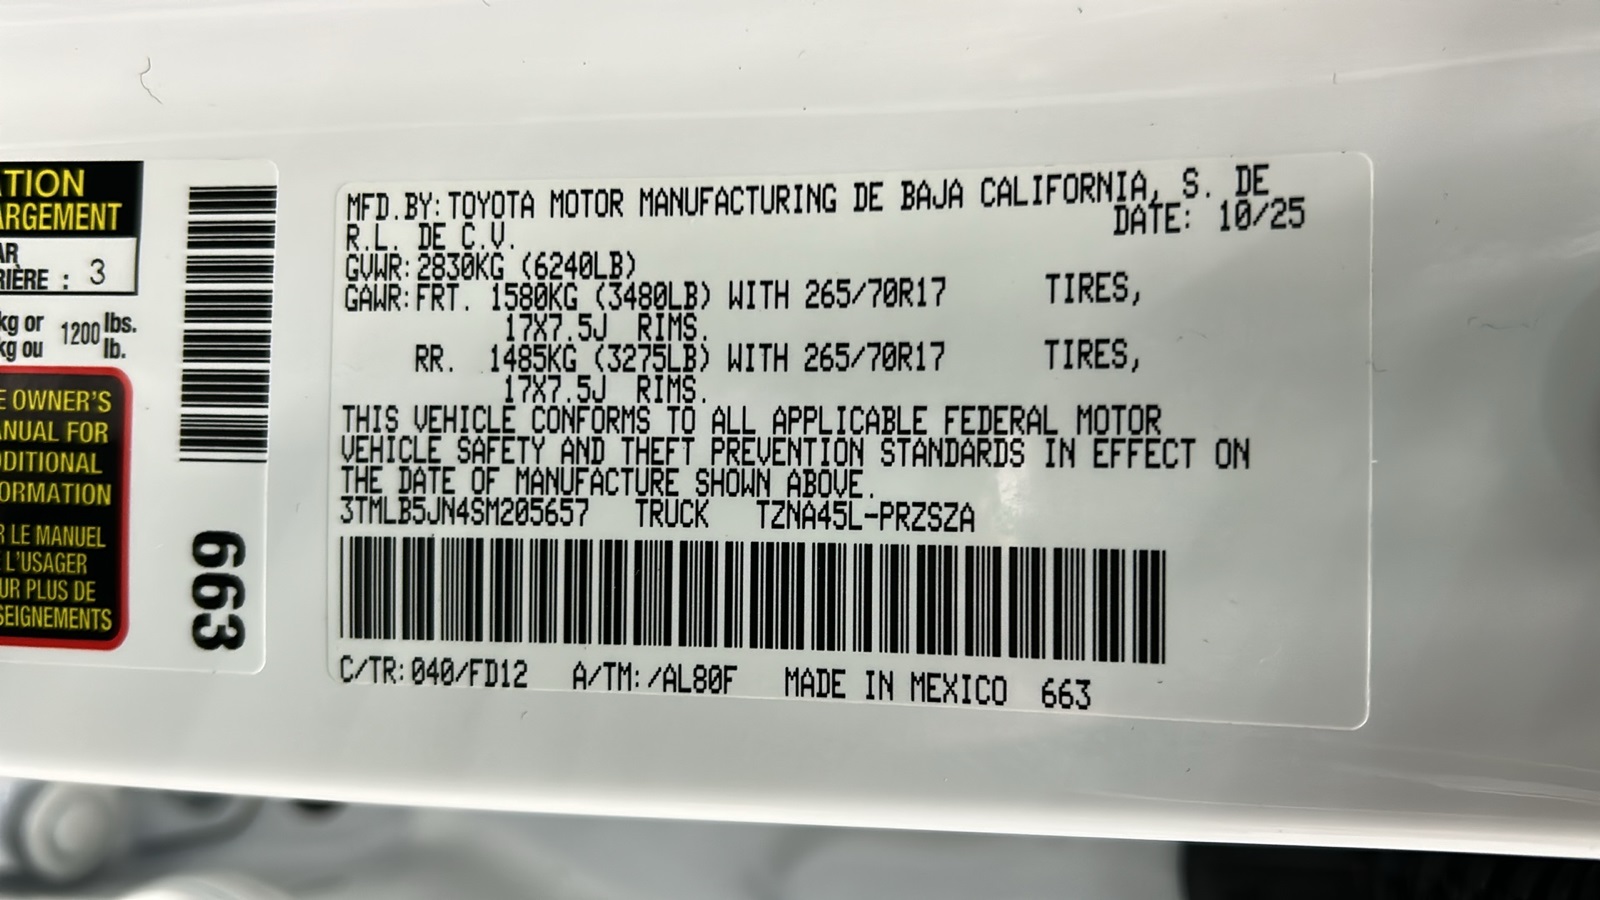 TION
ARGEMENT
AR
RIÈRE : 3
kg or 1200 lbs.
kg ou lb.
E OWNER'S
ANUAL FOR
DDITIONAL
FORMATION
R LE MANUEL
E L'USAGER
UR PLUS DE
SEIGNEMENTS
663
MFD.BY:TOYOTA MOTOR MANUFACTURING DE BAJA CALIFORNIA, S. DE
R.L. DE C.V. DATE: 10/25
GVWR:2830KG (6240LB)
GAWR:FRT. 1580KG (3480LB) WITH 265/70R17 TIRES,
17X7.5J RIMS.
RR. 1485KG (3275LB) WITH 265/70R17 TIRES,
17X7.5J RIMS.
THIS VEHICLE CONFORMS TO ALL APPLICABLE FEDERAL MOTOR
VEHICLE SAFETY AND THEFT PREVENTION STANDARDS IN EFFECT ON
THE DATE OF MANUFACTURE SHOWN ABOVE.
3TMLB5JN4SM205657 TRUCK TZNA45L-PRZSZA
C/TR:040/FD12 A/TM:/AL80F MADE IN MEXICO 663